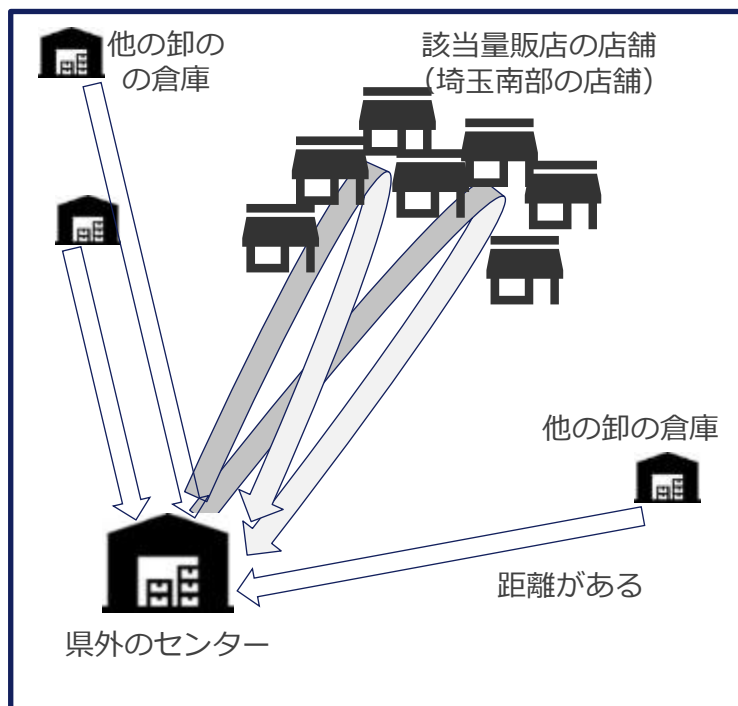 他の卸の
の倉庫
該当量販店の店舗
（埼玉南部の店舗）
他の卸の倉庫
距離がある
県外のセンター